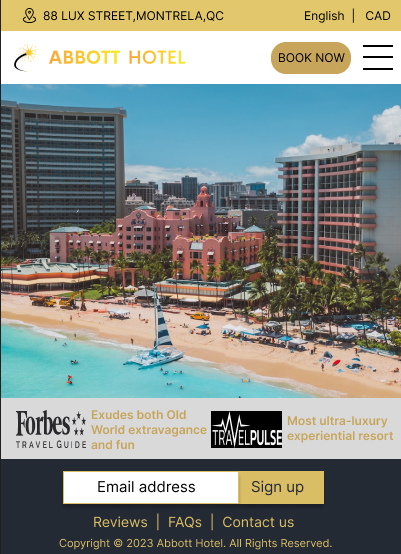 88 LUX STREET,MONTRELA,QC English | CAD
ABBOTT HOTEL BOOK NOW
Forbes
TRAVEL GUIDE
Exudes both Old
World extravagance
and fun
TRAVELPULSE
Most ultra-luxury
experiential resort
Email address Sign up
Reviews | FAQs | Contact us
Copyright © 2023 Abbott Hotel. All Rights Reserved.